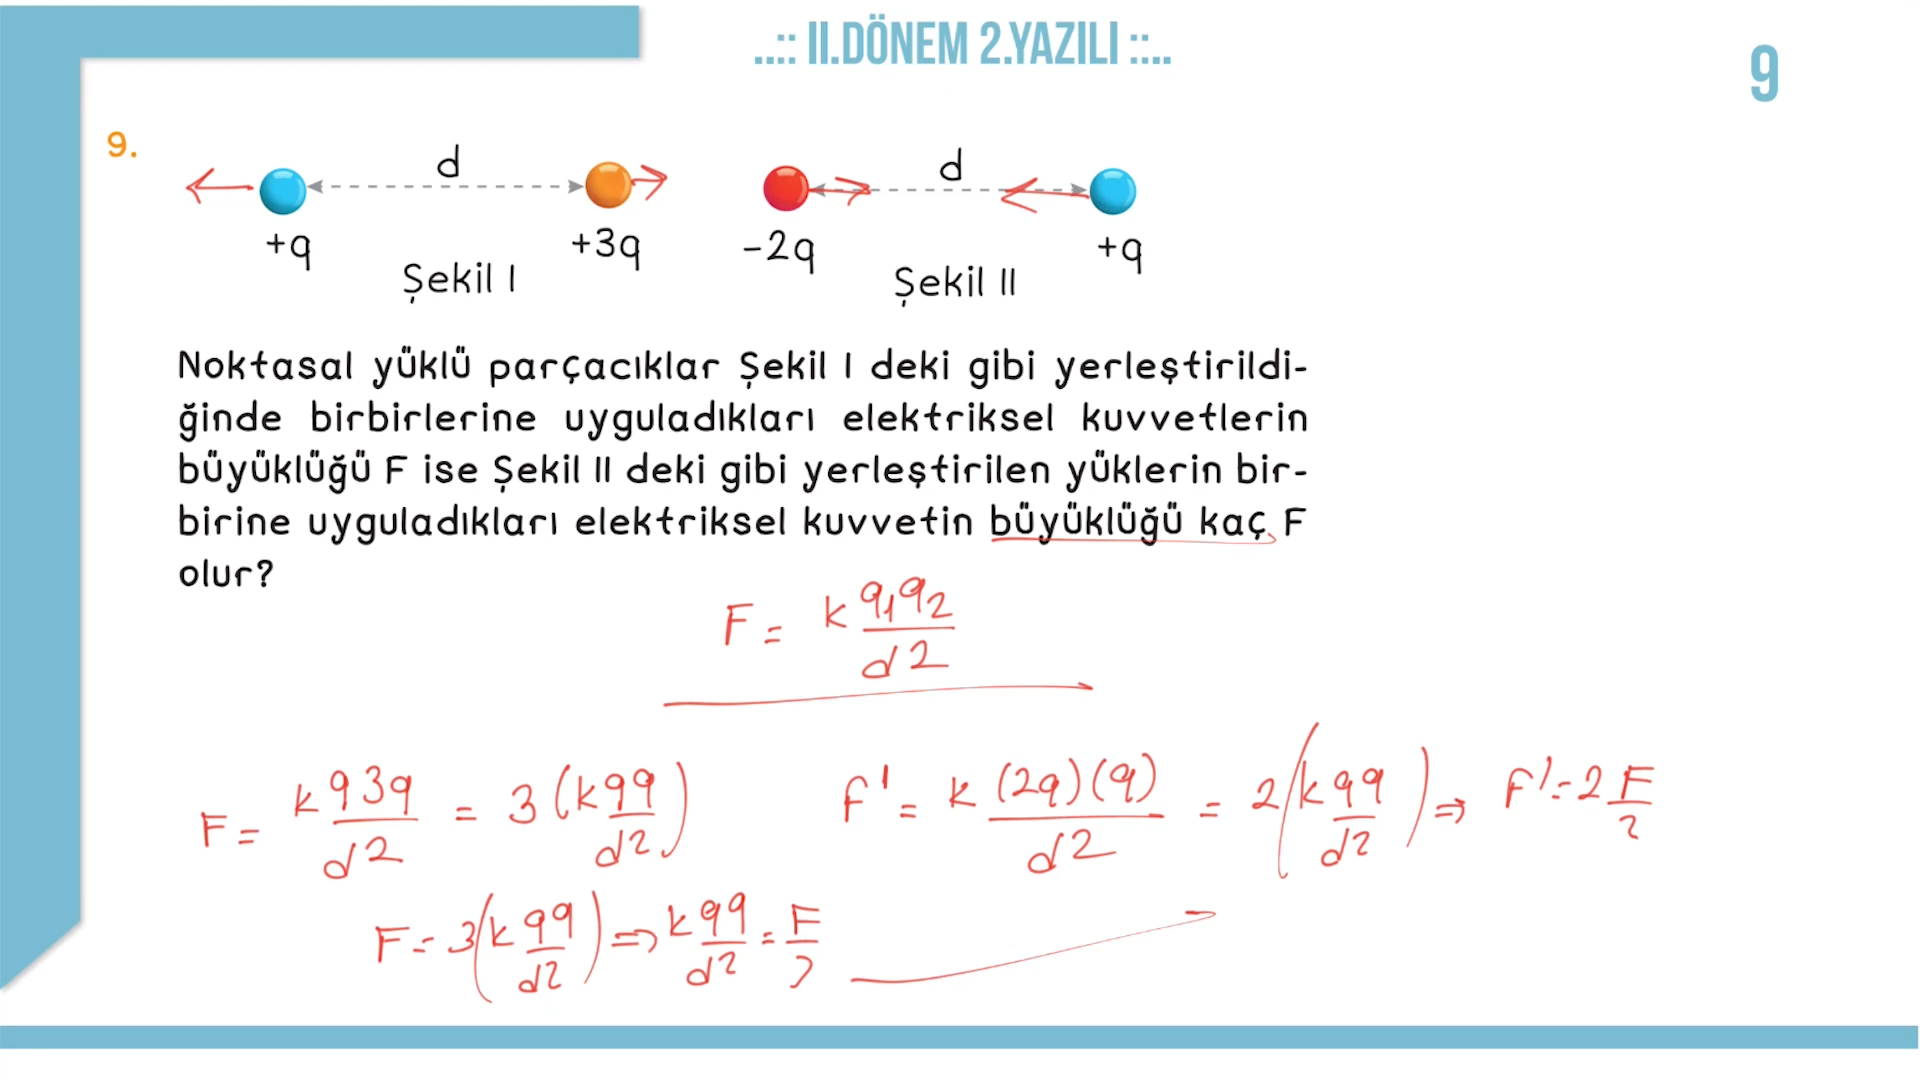 ..:: II.DÖNEM 2.YAZILI ::..
9
9.
d
d
+q
+3q
-2q
+q
Şekil I
Şekil II
Noktasal yüklü parçacıklar Şekil I deki gibi yerleştirildi-
ğinde birbirlerine uyguladıkları elektriksel kuvvetlerin
büyüklüğü F ise Şekil II deki gibi yerleştirilen yüklerin bir-
birine uyguladıkları elektriksel kuvvetin büyüklüğü kaç F
olur?
F = k q1q2 / d2
F = k q3q / d2 = 3 (k qq / d2)
F' = k (2q)(q) / d2 = 2 (k qq / d2) ⇒ F' = 2 F
F = 3 (k qq / d2) ⇒ k qq / d2 = F